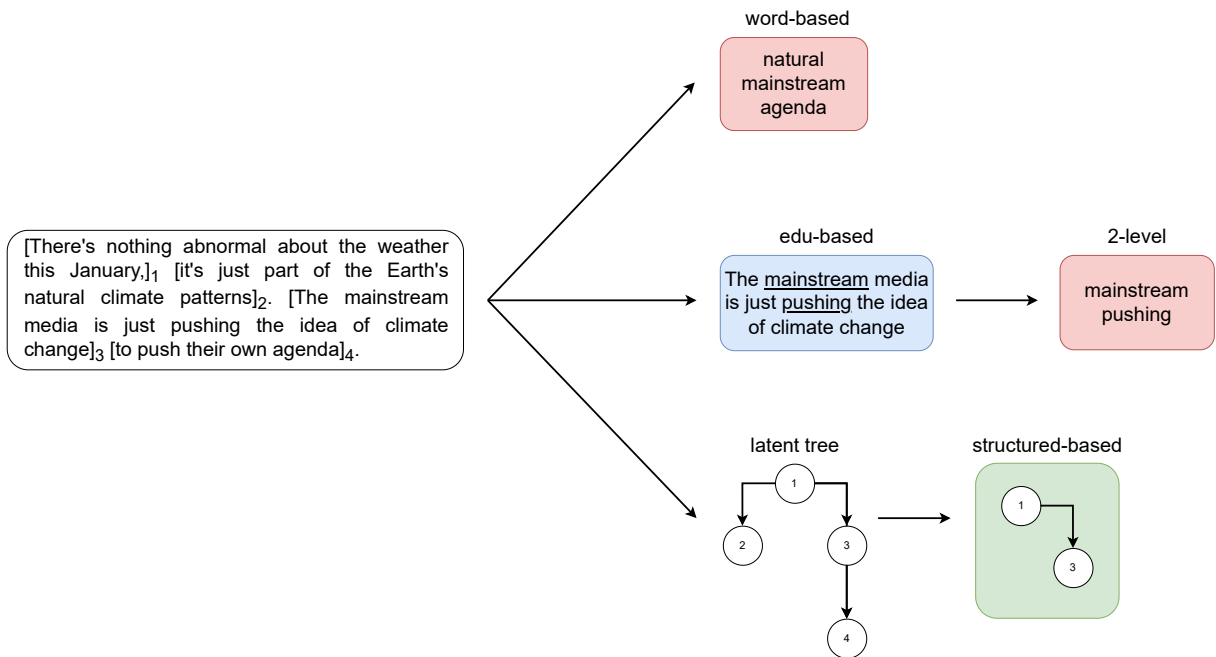 word-based
natural
mainstream
agenda
[There's nothing abnormal about the weather
this January,]1 [it's just part of the Earth's
natural climate patterns]2. [The mainstream
media is just pushing the idea of climate
change]3 [to push their own agenda]4.
edu-based
The mainstream media
is just pushing the idea
of climate change
2-level
mainstream
pushing
latent tree
1
2
3
4
structured-based
1
3